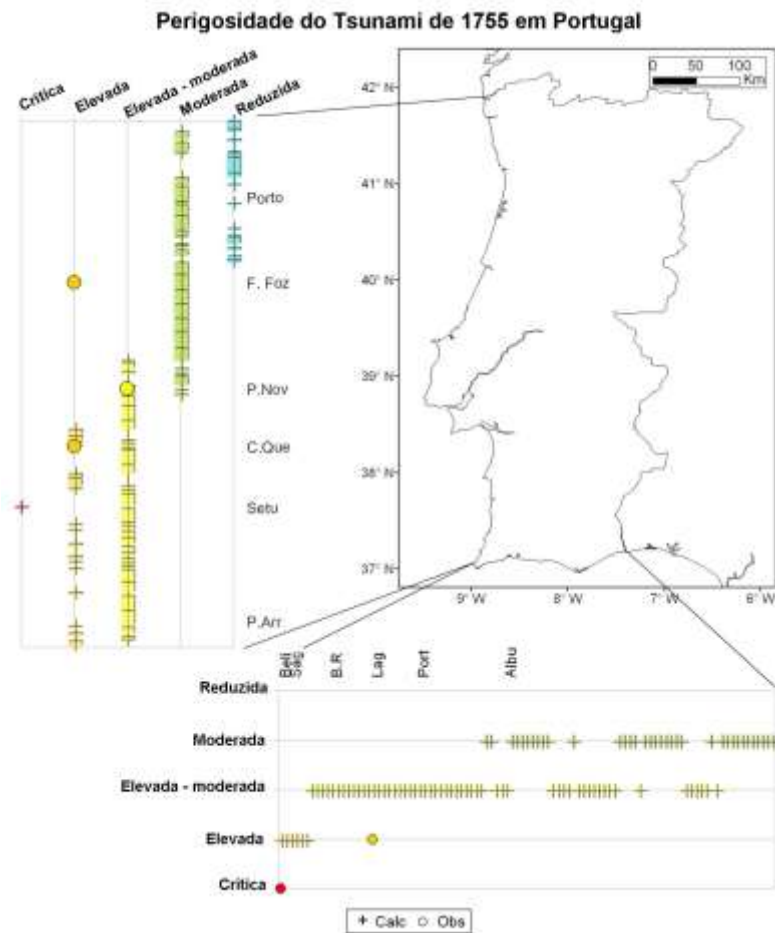 Perigosidade do Tsunami de 1755 em Portugal
Crítica
Elevada
Elevada - moderada
Moderada
Reduzida
Porto
F. Foz
P.Nov
C.Que
Setu
P.Arr
0 50 100
Km
42° N
41° N
40° N
39° N
38° N
37° N
9° W
8° W
7° W
6° W
Beli
Sag
B.R
Lag
Port
Albu
Reduzida
Moderada
Elevada - moderada
Elevada
Crítica
+ Calc ○ Obs